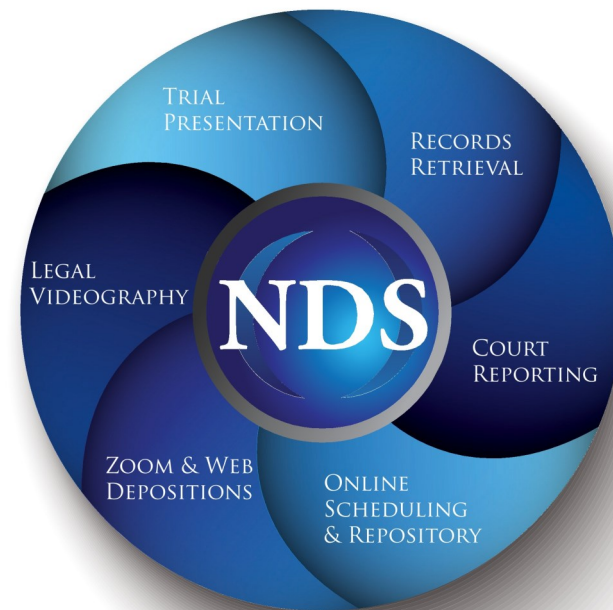 TRIAL
PRESENTATION
RECORDS
RETRIEVAL
LEGAL
VIDEOGRAPHY
NDS
COURT
REPORTING
ZOOM & WEB
DEPOSITIONS
ONLINE
SCHEDULING
& REPOSITORY